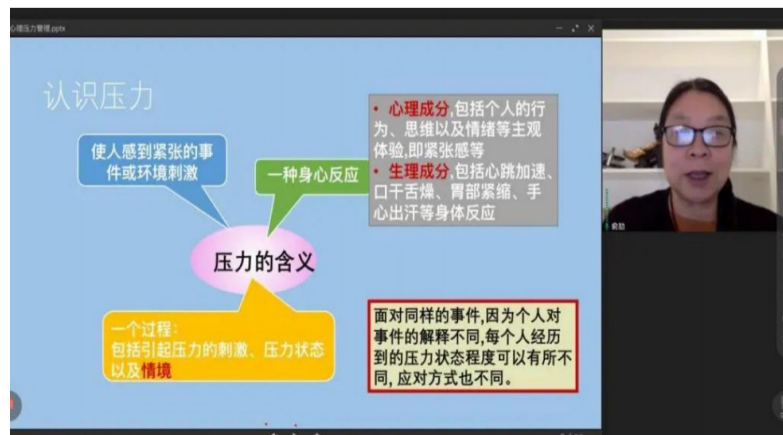 心理压力管理.pptx
认识压力
使人感到紧张的事
件或环境刺激
一种身心反应
• 心理成分,包括个人的行
为、思维以及情绪等主观
体验,即紧张感等
• 生理成分,包括心跳加速、
口干舌燥、胃部紧缩、手
心出汗等身体反应
压力的含义
一个过程:
包括引起压力的刺激、压力状态
以及情境
面对同样的事件,因为个人对
事件的解释不同,每个人经历
到的压力状态程度可以有所不
同, 应对方式也不同。